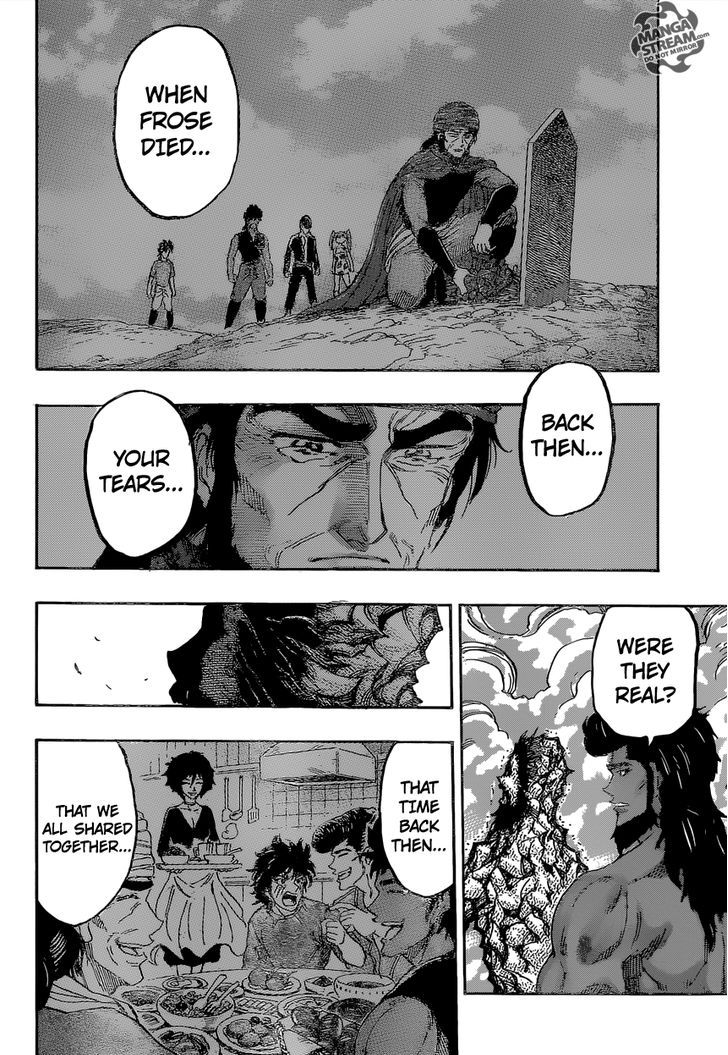 MANGA
STREAM.com
DO NOT MIRROR
WHEN
FROSE
DIED...
BACK
THEN...
YOUR
TEARS...
WERE
THEY
REAL?
THAT
TIME
BACK
THEN...
THAT WE
ALL SHARED
TOGETHER...